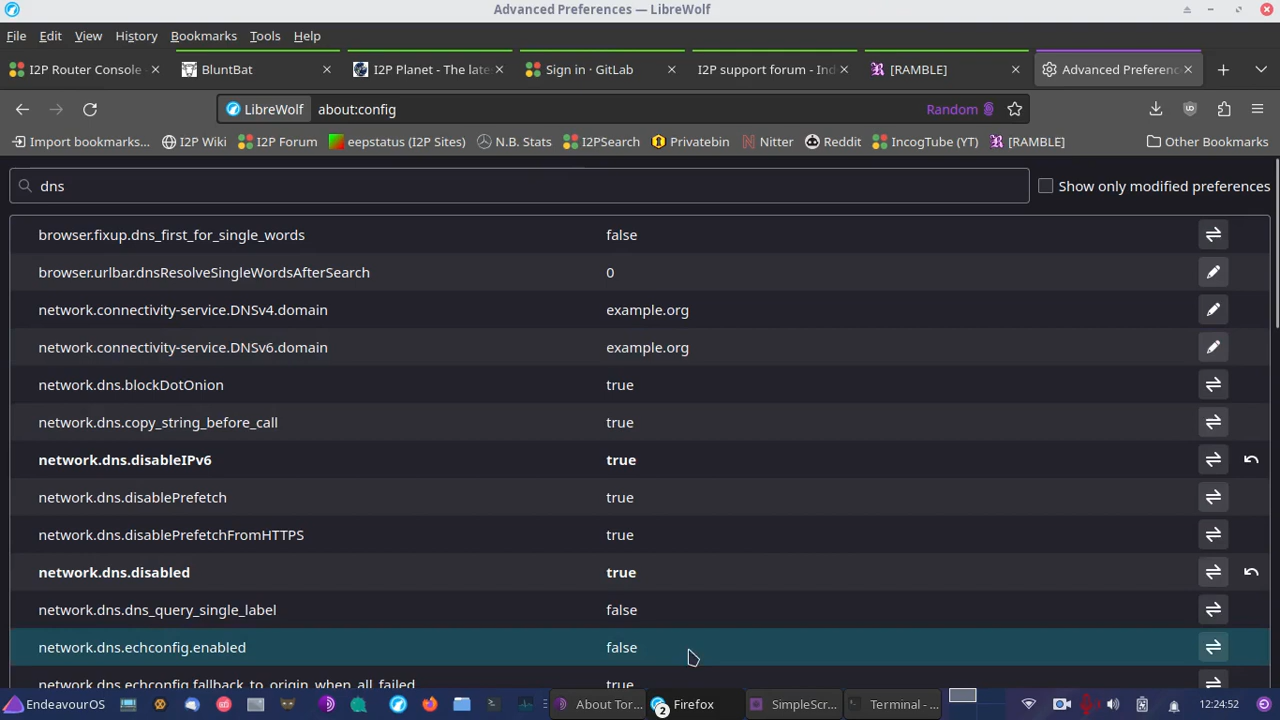 Advanced Preferences — LibreWolf
File Edit View History Bookmarks Tools Help
I2P Router Console - BluntBat I2P Planet - The late Sign in · GitLab I2P support forum - Ind [RAMBLE] Advanced Preferenc
LibreWolf about:config Random
Import bookmarks... I2P Wiki I2P Forum eepstatus (I2P Sites) N.B. Stats I2PSearch Privatebin Nitter Reddit IncogTube (YT) [RAMBLE] Other Bookmarks
dns Show only modified preferences
browser.fixup.dns_first_for_single_words false
browser.urlbar.dnsResolveSingleWordsAfterSearch 0
network.connectivity-service.DNSv4.domain example.org
network.connectivity-service.DNSv6.domain example.org
network.dns.blockDotOnion true
network.dns.copy_string_before_call true
network.dns.disableIPv6 true
network.dns.disablePrefetch true
network.dns.disablePrefetchFromHTTPS true
network.dns.disabled true
network.dns.dns_query_single_label false
network.dns.echconfig.enabled false
network.dns.echconfig.fallback_to_origin_when_all_failed true
EndeavourOS About Tor... 2 Firefox SimpleScr... Terminal - ... 12:24:52